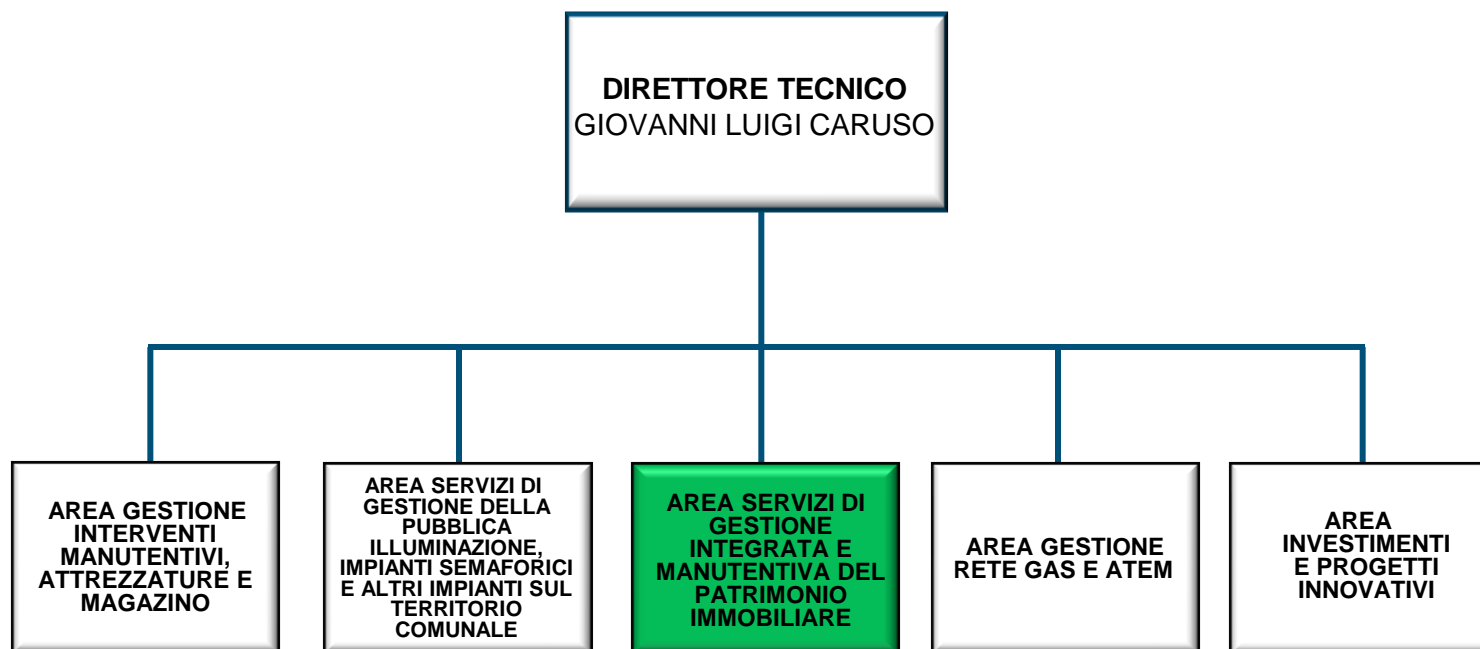 DIRETTORE TECNICO
GIOVANNI LUIGI CARUSO
AREA GESTIONE
INTERVENTI
MANUTENTIVI,
ATTREZZATURE E
MAGAZINO
AREA SERVIZI DI
GESTIONE DELLA
PUBBLICA
ILLUMINAZIONE,
IMPIANTI SEMAFORICI
E ALTRI IMPIANTI SUL
TERRITORIO
COMUNALE
AREA SERVIZI DI
GESTIONE
INTEGRATA E
MANUTENTIVA DEL
PATRIMONIO
IMMOBILIARE
AREA GESTIONE
RETE GAS E ATEM
AREA
INVESTIMENTI
E PROGETTI
INNOVATIVI